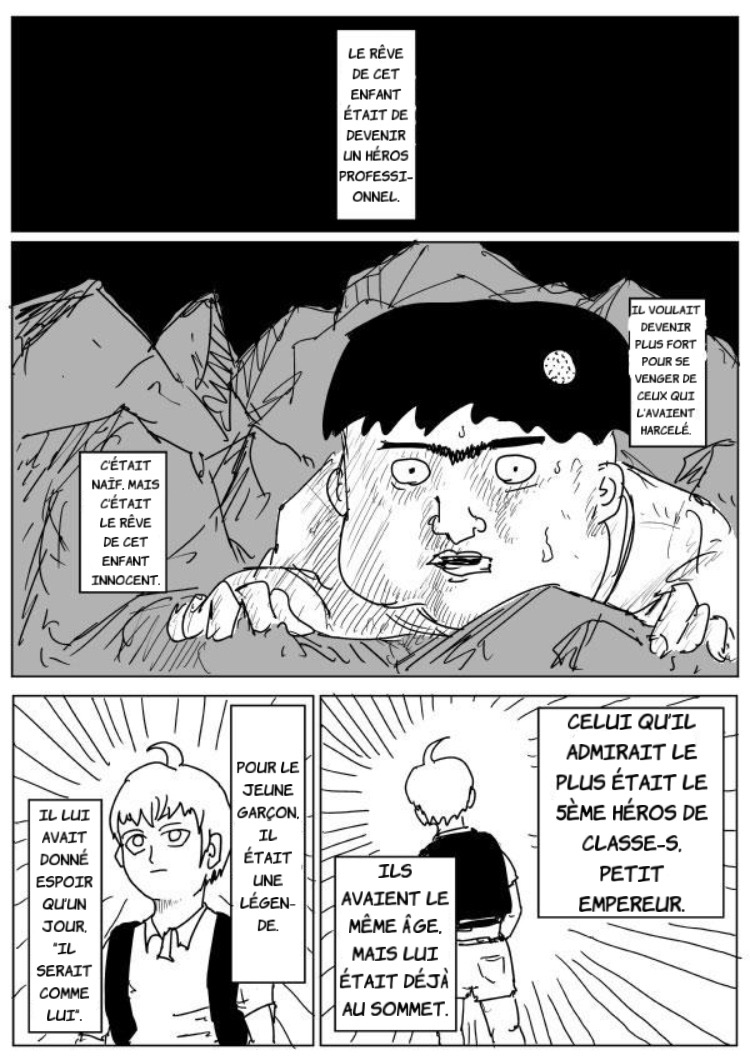 LE RÊVE
DE CET
ENFANT
ÉTAIT DE
DEVENIR
UN HÉROS
PROFESSI-
ONNEL.
IL VOULAIT
DEVENIR
PLUS FORT
POUR SE
VENGER DE
CEUX QUI
L'AVAIENT
HARCELÉ.
C'ÉTAIT
NAÏF. MAIS
C'ÉTAIT
LE RÊVE
DE CET
ENFANT
INNOCENT.
CELUI QU'IL
ADMIRAIT LE
PLUS ÉTAIT LE
5ÈME HÉROS DE
CLASSE-S,
PETIT
EMPEREUR.
ILS
AVAIENT LE
MÊME ÂGE,
MAIS LUI
ÉTAIT DÉJÀ
AU SOMMET.
POUR LE
JEUNE
GARÇON,
IL
ÉTAIT
UNE
LÉGEN-
DE.
IL LUI
AVAIT
DONNÉ
ESPOIR
QU'UN
JOUR,
"IL
SERAIT
COMME
LUI".